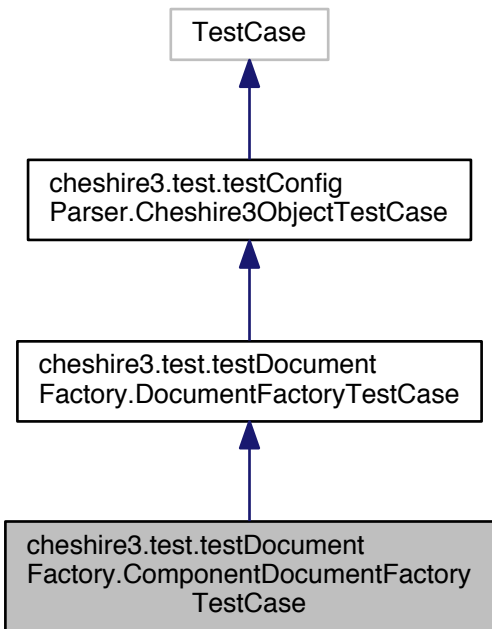 TestCase
cheshire3.test.testConfig
Parser.Cheshire3ObjectTestCase
cheshire3.test.testDocument
Factory.DocumentFactoryTestCase
cheshire3.test.testDocument
Factory.ComponentDocumentFactory
TestCase